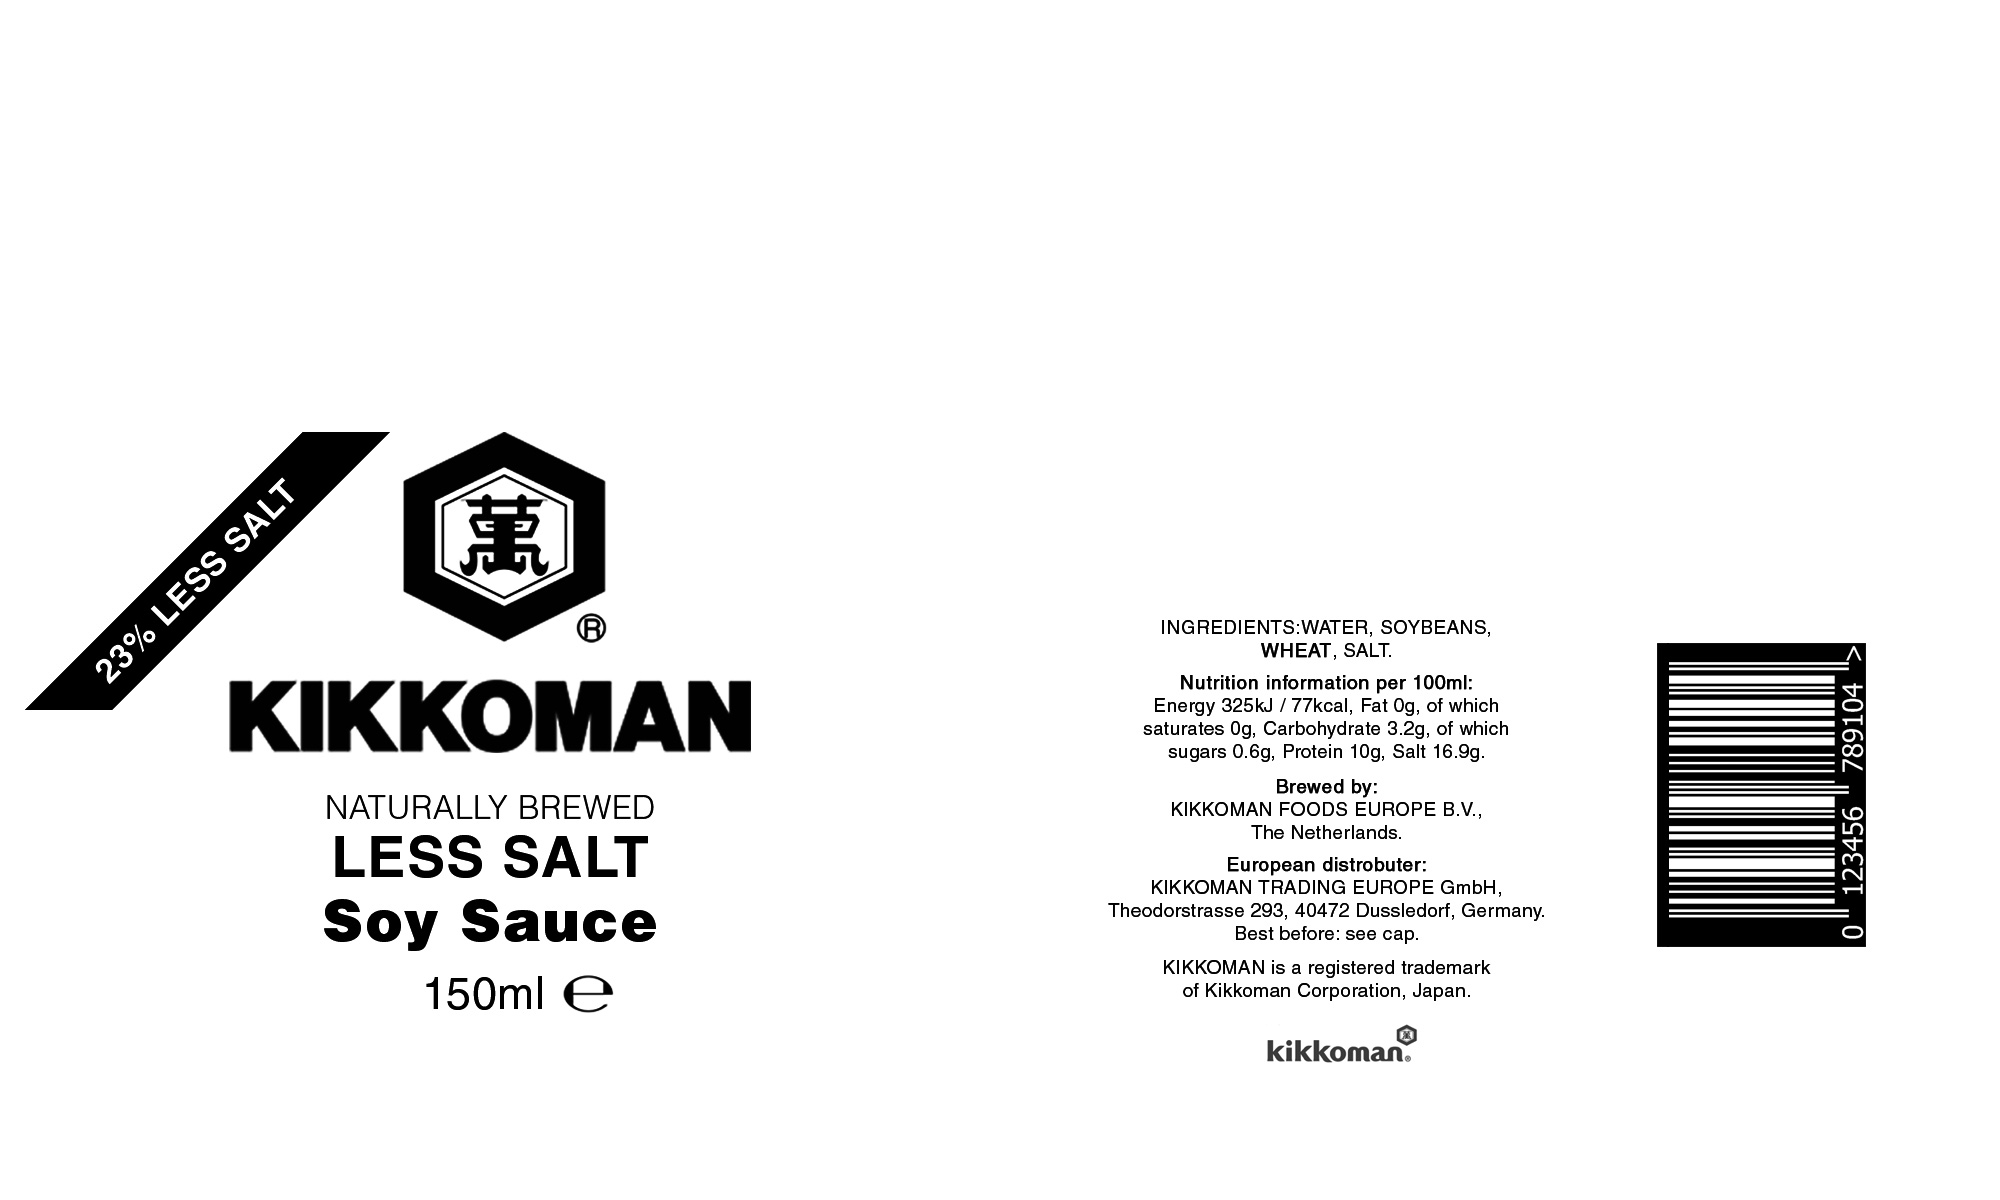 23% LESS SALT
萬
®
KIKKOMAN
NATURALLY BREWED
LESS SALT
Soy Sauce
150ml ℮
INGREDIENTS:WATER, SOYBEANS,
WHEAT, SALT.
Nutrition information per 100ml:
Energy 325kJ / 77kcal, Fat 0g, of which
saturates 0g, Carbohydrate 3.2g, of which
sugars 0.6g, Protein 10g, Salt 16.9g.
Brewed by:
KIKKOMAN FOODS EUROPE B.V.,
The Netherlands.
European distrobuter:
KIKKOMAN TRADING EUROPE GmbH,
Theodorstrasse 293, 40472 Dussledorf, Germany.
Best before: see cap.
KIKKOMAN is a registered trademark
of Kikkoman Corporation, Japan.
kikkoman®
萬
0 123456 789104 >